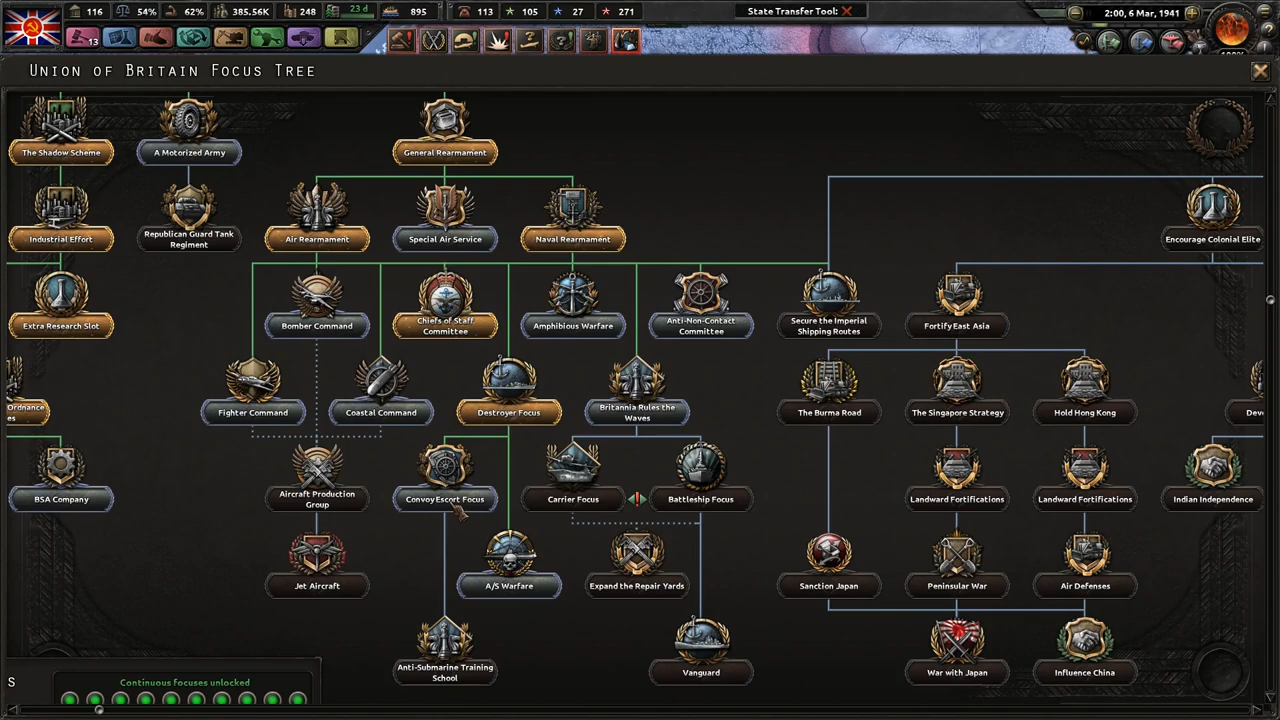 116 54% 62% 385.56K 248 23 d 895 113 105 27 271 State Transfer Tool: 2:00, 6 Mar, 1941
13
Union of Britain Focus Tree
The Shadow Scheme
A Motorized Army
General Rearmament
Industrial Effort
Republican Guard Tank
Regiment
Air Rearmament
Special Air Service
Naval Rearmament
Encourage Colonial Elite
Extra Research Slot
Bomber Command
Chiefs of Staff
Committee
Amphibious Warfare
Anti-Non-Contact
Committee
Secure the Imperial
Shipping Routes
Fortify East Asia
Ordnance
es
Fighter Command
Coastal Command
Destroyer Focus
Britannia Rules the
Waves
The Burma Road
The Singapore Strategy
Hold Hong Kong
Dev
BSA Company
Aircraft Production
Group
Convoy Escort Focus
Carrier Focus
Battleship Focus
Landward Fortifications
Landward Fortifications
Indian Independence
Jet Aircraft
A/S Warfare
Expand the Repair Yards
Sanction Japan
Peninsular War
Air Defenses
Anti-Submarine Training
School
Vanguard
War with Japan
Influence China
S
Continuous focuses unlocked